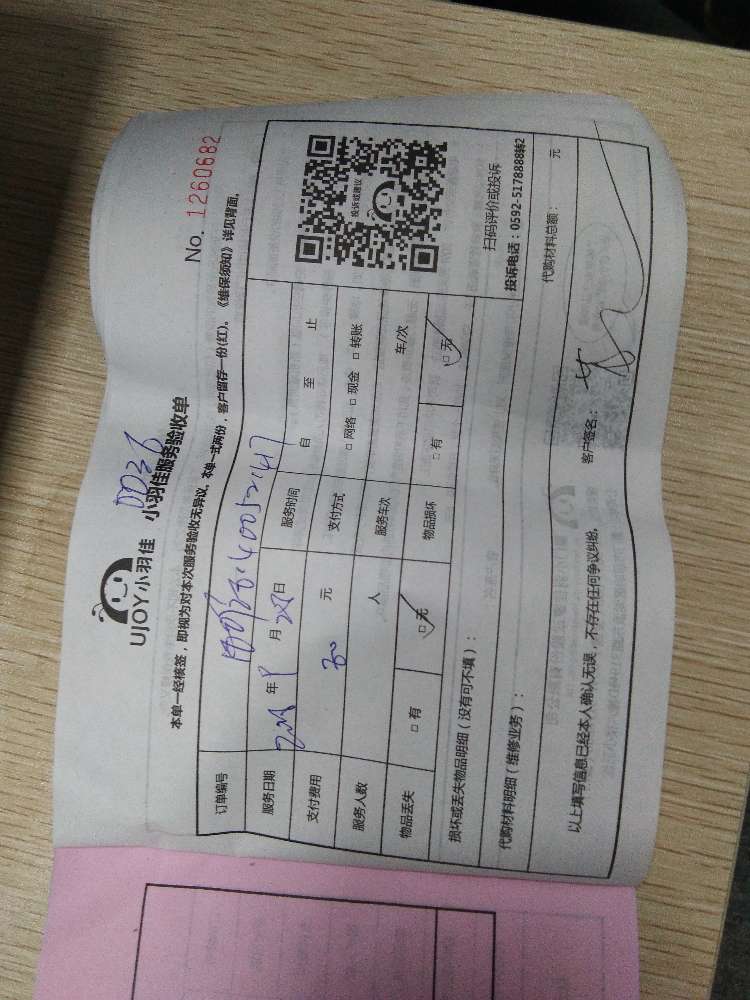 UJOY小羽佳 小羽佳服务验收单
No. 1260682
本单一经核签，即视为对本次服务验收无异议。本单一式两份，客户留存一份(红)。《维保须知》详见背面。
订单编号
服务日期 年 9 月 日 服务时间 自 至 止
支付费用 元 支付方式 □ 网络 □ 现金 □ 转账
服务人数 人 服务车次 车/次
物品丢失 □ 有 □ 无 物品损坏 □ 有 □ 无
投诉或建议
扫码评价或投诉
投诉电话：0592-5178888转2
损坏或丢失物品明细（没有可不填）：
代购材料明细（维修业务）： 代购材料总额： 元
以上填写信息已经本人确认无误，不存在任何争议纠纷。 客户签名：